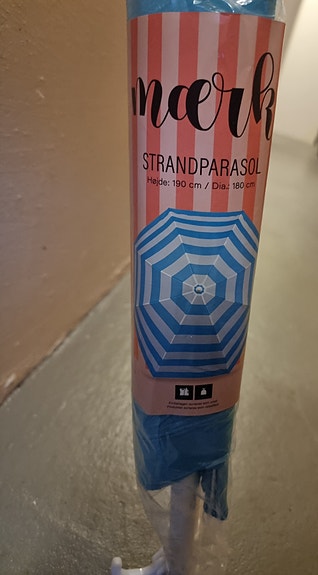 mærk
STRANDPARASOL
Højde: 190 cm / Dia.: 180 cm